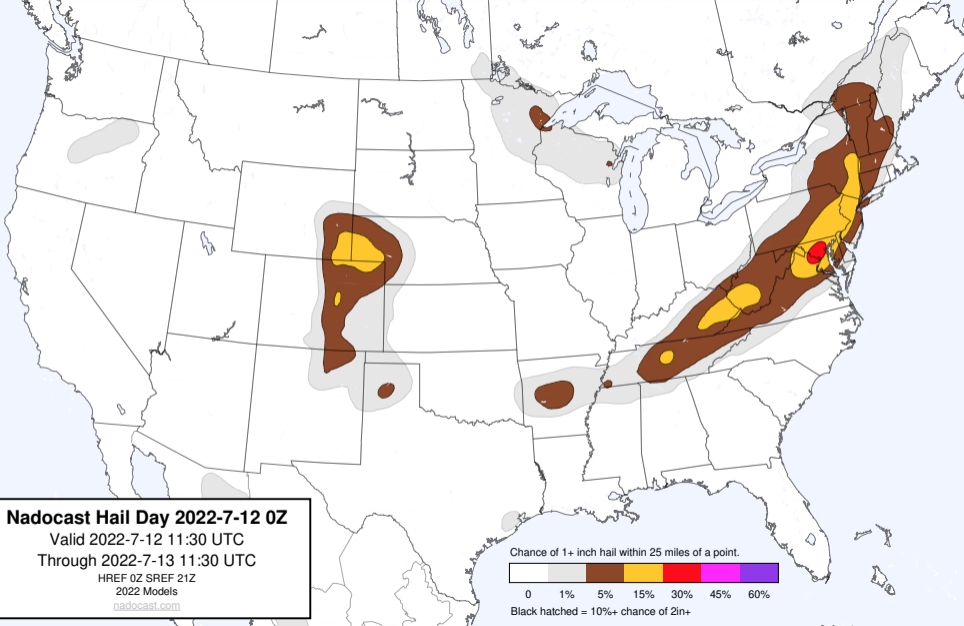 Nadocast Hail Day 2022-7-12 0Z
Valid 2022-7-12 11:30 UTC
Through 2022-7-13 11:30 UTC
HREF 0Z SREF 21Z
2022 Models
nadocast.com
Chance of 1+ inch hail within 25 miles of a point.
0 1% 5% 15% 30% 45% 60%
Black hatched = 10%+ chance of 2in+